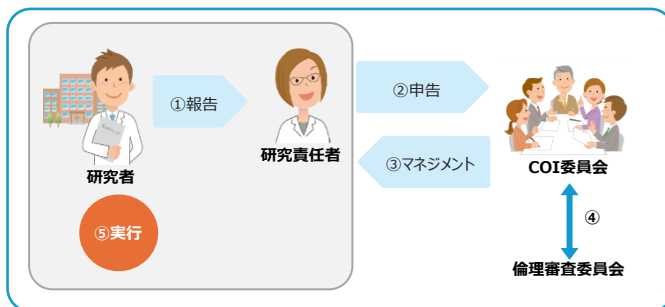 ①報告
②申告
研究責任者
③マネジメント
研究者
COI委員会
⑤実行
④
倫理審査委員会